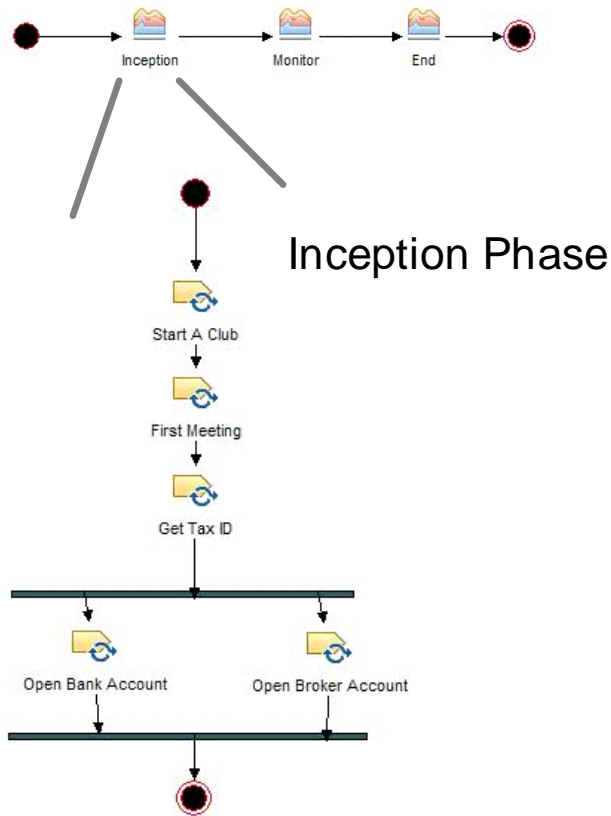 Inception
Monitor
End
Inception Phase
Start A Club
First Meeting
Get Tax ID
Open Bank Account
Open Broker Account